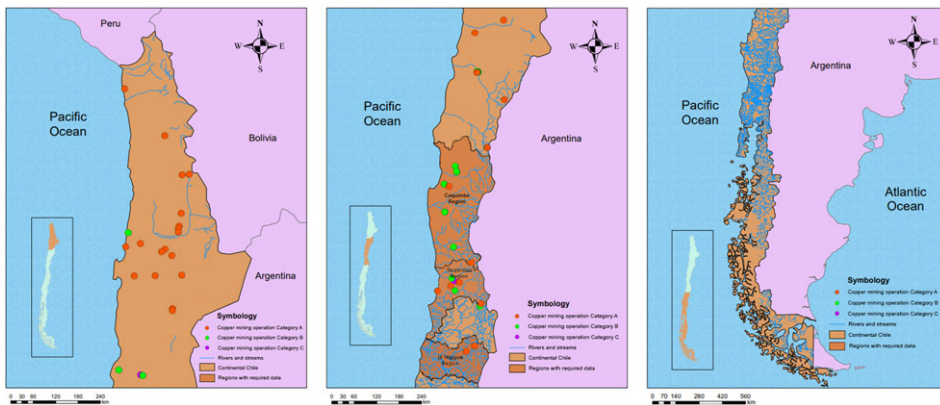 Peru
N
W
E
S
Pacific
Ocean
Bolivia
Argentina
Symbology
Copper mining operation Category A
Copper mining operation Category B
Copper mining operation Category C
Rivers and streams
Continental Chile
Regions with required data
0 30 60 120 180 240
km
N
W
E
S
Pacific
Ocean
Argentina
Coquimbo
Region
Region
Region
Symbology
Copper mining operation Category A
Copper mining operation Category B
Copper mining operation Category C
Rivers and streams
Continental Chile
Regions with required data
0 30 60 120 180 240
km
N
W
E
S
Argentina
Pacific
Ocean
Atlantic
Ocean
Symbology
Copper mining operation Category A
Copper mining operation Category B
Copper mining operation Category C
Rivers and streams
Continental Chile
Regions with required data
0 70 140 280 420 560
km